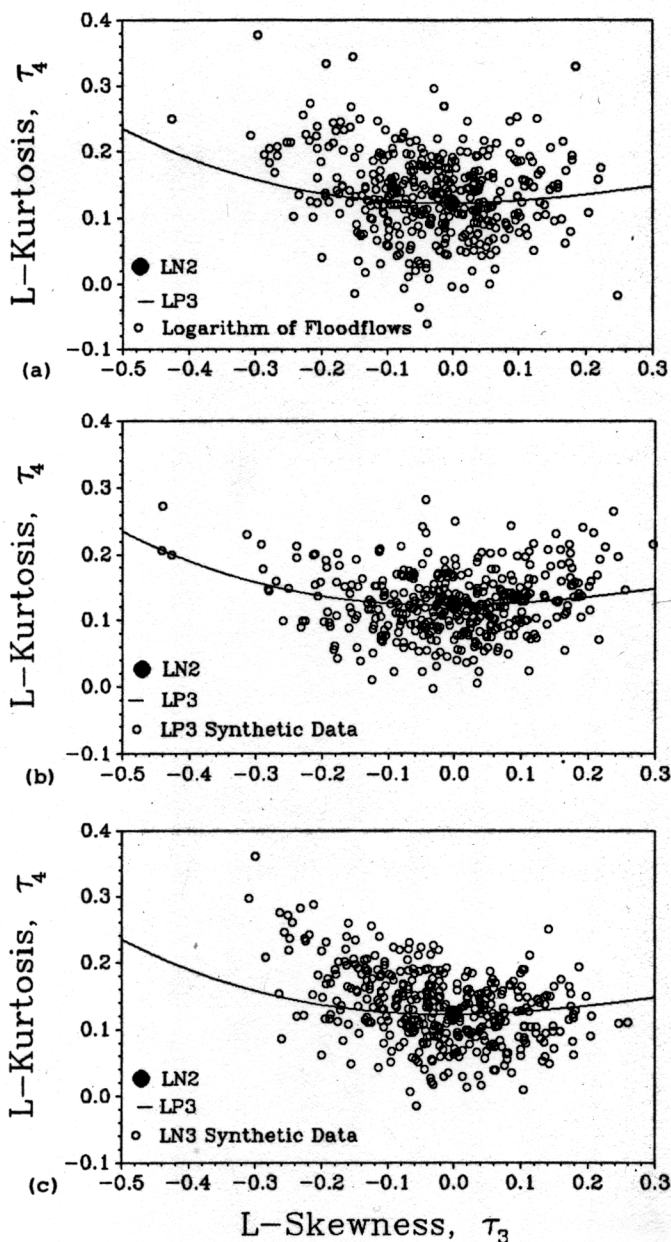 0.4
0.3
0.2
0.1
0.0
−0.1
L−Kurtosis, τ4
LN2
LP3
Logarithm of Floodflows
(a)
−0.5 −0.4 −0.3 −0.2 −0.1 0.0 0.1 0.2 0.3
0.4
0.3
0.2
0.1
0.0
−0.1
L−Kurtosis, τ4
LN2
LP3
LP3 Synthetic Data
(b)
−0.5 −0.4 −0.3 −0.2 −0.1 0.0 0.1 0.2 0.3
0.4
0.3
0.2
0.1
0.0
−0.1
L−Kurtosis, τ4
LN2
LP3
LN3 Synthetic Data
(c)
−0.5 −0.4 −0.3 −0.2 −0.1 0.0 0.1 0.2 0.3
L−Skewness, τ3